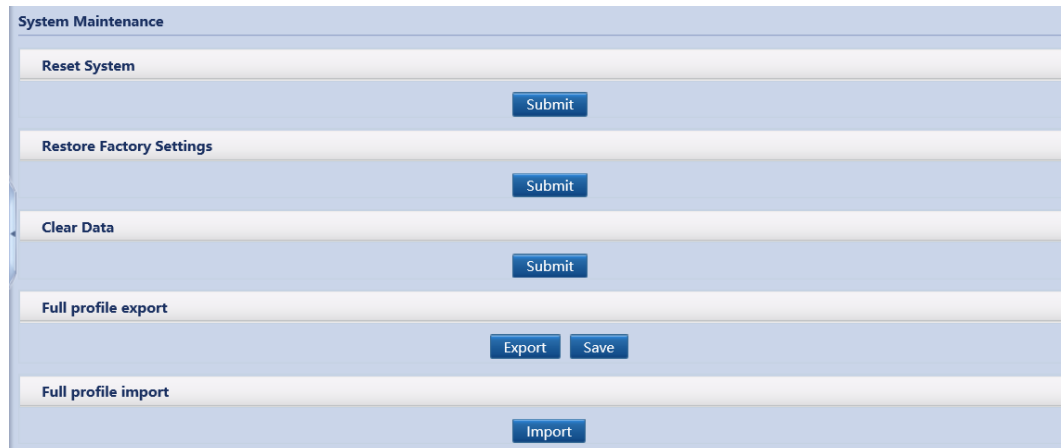 System Maintenance
Reset System
Submit
Restore Factory Settings
Submit
Clear Data
Submit
Full profile export
Export Save
Full profile import
Import